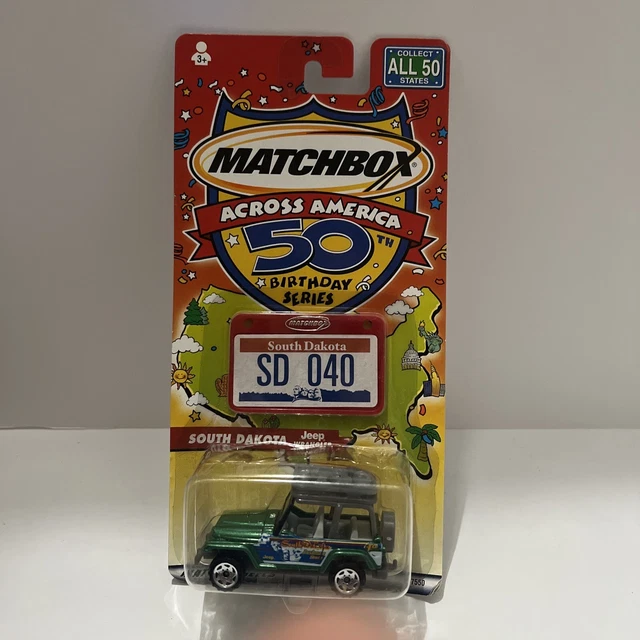 3+
COLLECT
ALL 50
STATES
MATCHBOX
ACROSS AMERICA
50TH
BIRTHDAY
SERIES
MATCHBOX
South Dakota
SD 040
SOUTH DAKOTA
Jeep
WRANGLER